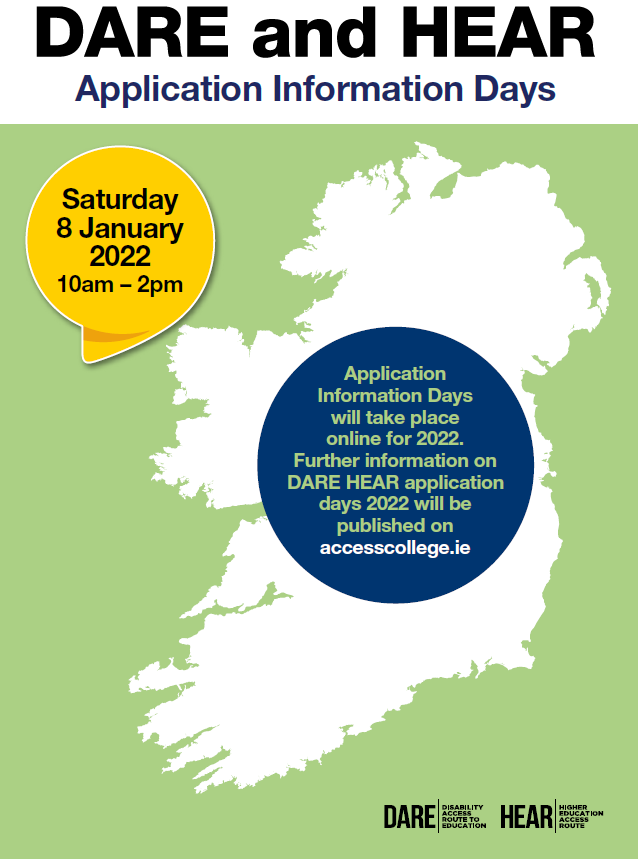 DARE and HEAR
Application Information Days
Saturday
8 January
2022
10am – 2pm
Application
Information Days
will take place
online for 2022.
Further information on
DARE HEAR application
days 2022 will be
published on
accesscollege.ie
DARE
DISABILITY
ACCESS
ROUTE TO
EDUCATION
HEAR
HIGHER
EDUCATION
ACCESS
ROUTE